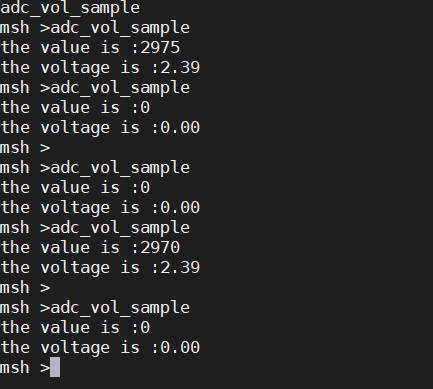 adc_vol_sample
msh >adc_vol_sample
the value is :2975
the voltage is :2.39
msh >adc_vol_sample
the value is :0
the voltage is :0.00
msh >
msh >adc_vol_sample
the value is :0
the voltage is :0.00
msh >adc_vol_sample
the value is :2970
the voltage is :2.39
msh >
msh >adc_vol_sample
the value is :0
the voltage is :0.00
msh >